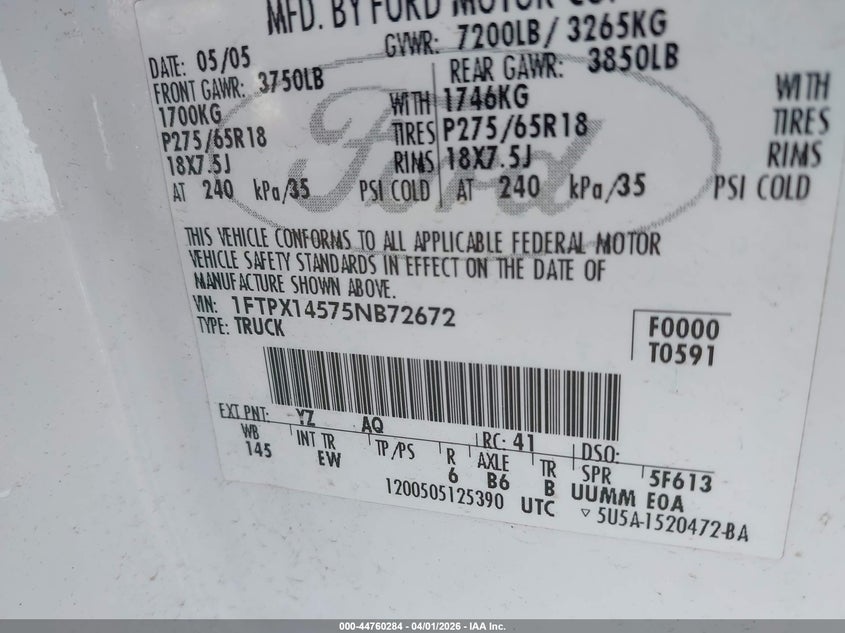 MFD. BY FORD MOTOR CO.
DATE: 05/05 GVWR: 7200LB / 3265KG
FRONT GAWR: 3750LB REAR GAWR: 3850LB
1700KG WITH 1746KG WITH
P275/65R18 TIRES P275/65R18 TIRES
18X7.5J RIMS 18X7.5J RIMS
AT 240 kPa/35 PSI COLD AT 240 kPa/35 PSI COLD
Ford
THIS VEHICLE CONFORMS TO ALL APPLICABLE FEDERAL MOTOR
VEHICLE SAFETY STANDARDS IN EFFECT ON THE DATE OF
MANUFACTURE SHOWN ABOVE.
VIN: 1FTPX14575NB72672
TYPE: TRUCK
F0000
T0591
EXT PNT: YZ AQ RC: 41 DSO:
WB INT TR TP/PS R AXLE TR SPR 5F613
145 EW 6 B6 B UUMM EOA
1200505125390 UTC ▽ 5U5A-1520472-BA
000-44760284 - 04/01/2026 - IAA Inc.